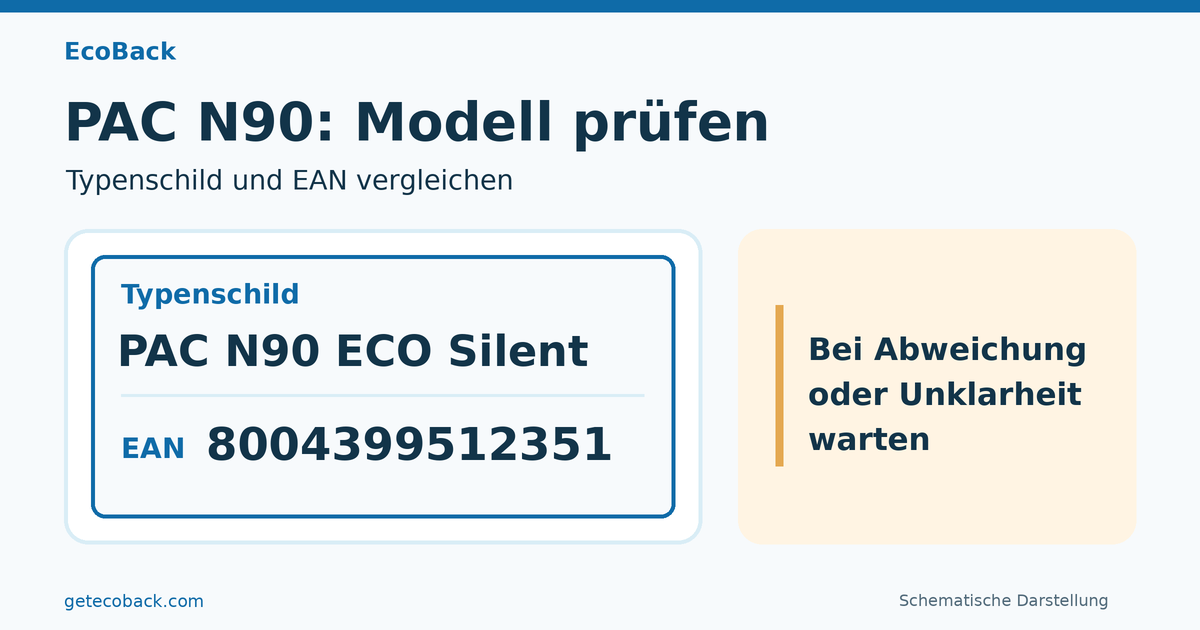 EcoBack
PAC N90: Modell prüfen
Typenschild und EAN vergleichen
Typenschild
PAC N90 ECO Silent
EAN 8004399512351
Bei Abweichung
oder Unklarheit
warten
getecoback.com
Schematische Darstellung